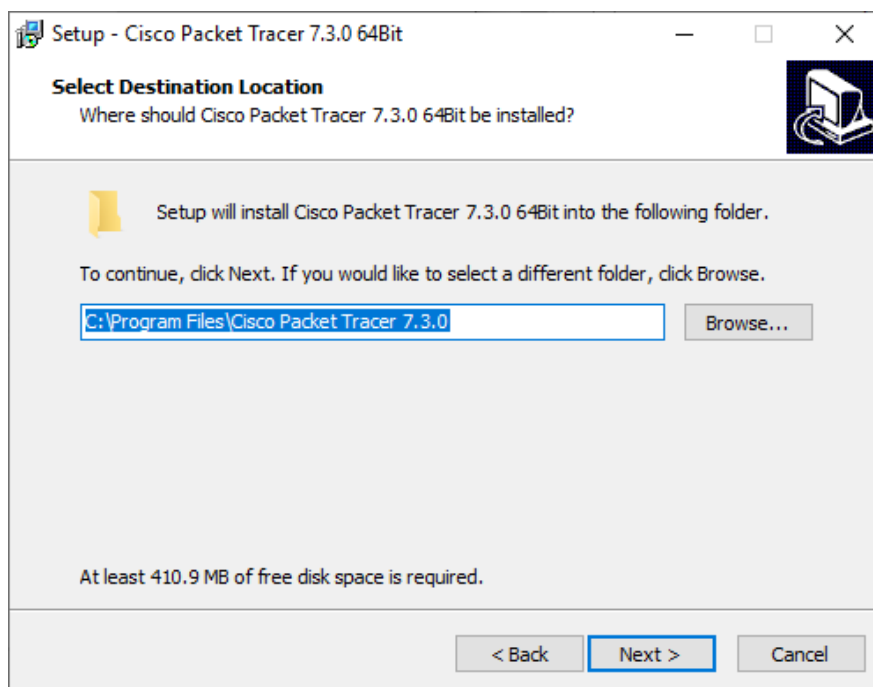 Setup - Cisco Packet Tracer 7.3.0 64Bit
Select Destination Location
Where should Cisco Packet Tracer 7.3.0 64Bit be installed?
Setup will install Cisco Packet Tracer 7.3.0 64Bit into the following folder.
To continue, click Next. If you would like to select a different folder, click Browse.
C:\Program Files\Cisco Packet Tracer 7.3.0
Browse...
At least 410.9 MB of free disk space is required.
< Back
Next >
Cancel